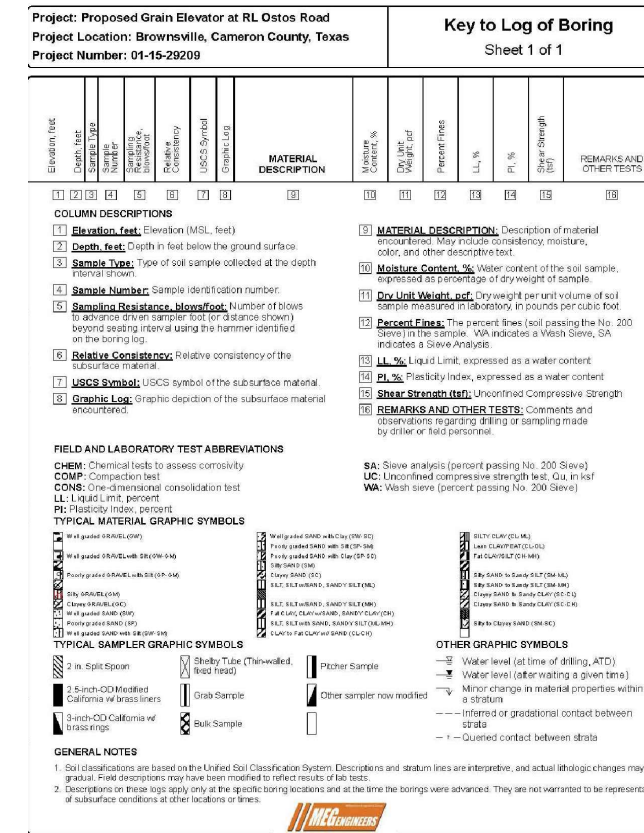 Project: Proposed Grain Elevator at RL Ostos Road
Project Location: Brownsville, Cameron County, Texas
Project Number: 01-15-29209
Key to Log of Boring
Sheet 1 of 1
Elevation, feet
Depth, feet
Sample Type
Sample Number
Sampling Resistance, blows/foot
Relative Consistency
USCS Symbol
Graphic Log
MATERIAL DESCRIPTION
Moisture Content, %
Dry Unit Weight, pcf
Percent Fines
LL, %
PI, %
Shear Strength (tsf)
REMARKS AND
OTHER TESTS
1 2 3 4 5 6 7 8 9 10 11 12 13 14 15 16
COLUMN DESCRIPTIONS
1 Elevation, feet: Elevation (MSL, feet)
2 Depth, feet: Depth in feet below the ground surface.
3 Sample Type: Type of soil sample collected at the depth
interval shown.
4 Sample Number: Sample identification number.
5 Sampling Resistance, blows/foot: Number of blows
to advance driven sampler foot (or distance shown)
beyond seating interval using the hammer identified
on the boring log.
6 Relative Consistency: Relative consistency of the
subsurface material.
7 USCS Symbol: USCS symbol of the subsurface material.
8 Graphic Log: Graphic depiction of the subsurface material
encountered.
9 MATERIAL DESCRIPTION: Description of material
encountered. May include consistency, moisture,
color, and other descriptive text.
10 Moisture Content, %: Water content of the soil sample,
expressed as percentage of dry weight of sample.
11 Dry Unit Weight, pcf: Dry weight per unit volume of soil
sample measured in laboratory, in pounds per cubic foot.
12 Percent Fines: The percent fines (soil passing the No. 200
Sieve) in the sample. WA indicates a Wash Sieve, SA
indicates a Sieve Analysis.
13 LL, %: Liquid Limit, expressed as a water content
14 PI, %: Plasticity Index, expressed as a water content
15 Shear Strength (tsf): Unconfined Compressive Strength
16 REMARKS AND OTHER TESTS: Comments and
observations regarding drilling or sampling made
by driller or field personnel.
FIELD AND LABORATORY TEST ABBREVIATIONS
CHEM: Chemical tests to assess corrosivity
COMP: Compaction test
CONS: One-dimensional consolidation test
LL: Liquid Limit, percent
PI: Plasticity Index, percent
SA: Sieve analysis (percent passing No. 200 Sieve)
UC: Unconfined compressive strength test, Qu, in ksf
WA: Wash sieve (percent passing No. 200 Sieve)
TYPICAL MATERIAL GRAPHIC SYMBOLS
Well graded GRAVEL (GW)
Well graded GRAVEL with Silt (GW-GM)
Poorly graded GRAVEL with Silt (GP-GM)
Silty GRAVEL (GM)
Clayey GRAVEL (GC)
Well graded SAND (SW)
Poorly graded SAND (SP)
Well graded SAND with Silt (SW-SM)
Well graded SAND with Clay (SW-SC)
Poorly graded SAND with Silt (SP-SM)
Poorly graded SAND with Clay (SP-SC)
Silty SAND (SM)
Clayey SAND (SC)
SILT, SILT w/SAND, SANDY SILT (ML)
SILT, SILT w/SAND, SANDY SILT (MH)
Fat CLAY, CLAY w/SAND, SANDY CLAY (CH)
SILT, SILT with SAND, SANDY SILT (ML-MH)
CLAY to Fat CLAY w/ SAND (CL-CH)
SILTY CLAY (CL-ML)
Lean CLAY/PEAT (CL-OL)
Fat CLAY/SILT (CH-MH)
Silty SAND to Sandy SILT (SM-ML)
Silty SAND to Sandy SILT (SM-MH)
Clayey SAND to Sandy CLAY (SC-CL)
Clayey SAND to Sandy CLAY (SC-CH)
Silty to Clayey SAND (SM-SC)
TYPICAL SAMPLER GRAPHIC SYMBOLS
2 in. Split Spoon
2.5-inch-OD Modified
California w/ brass liners
3-inch-OD California w/
brass rings
Shelby Tube (Thin-walled,
fixed head)
Grab Sample
Bulk Sample
Pitcher Sample
Other sampler now modified
OTHER GRAPHIC SYMBOLS
Water level (at time of drilling, ATD)
Water level (after waiting a given time)
Minor change in material properties within
a stratum
Inferred or gradational contact between
strata
? Queried contact between strata
GENERAL NOTES
1. Soil classifications are based on the Unified Soil Classification System. Descriptions and stratum lines are interpretive, and actual lithologic changes may
gradual. Field descriptions may have been modified to reflect results of lab tests.
2. Descriptions on these logs apply only at the specific boring locations and at the time the borings were advanced. They are not warranted to be representa
of subsurface conditions at other locations or times.
MEG ENGINEERS